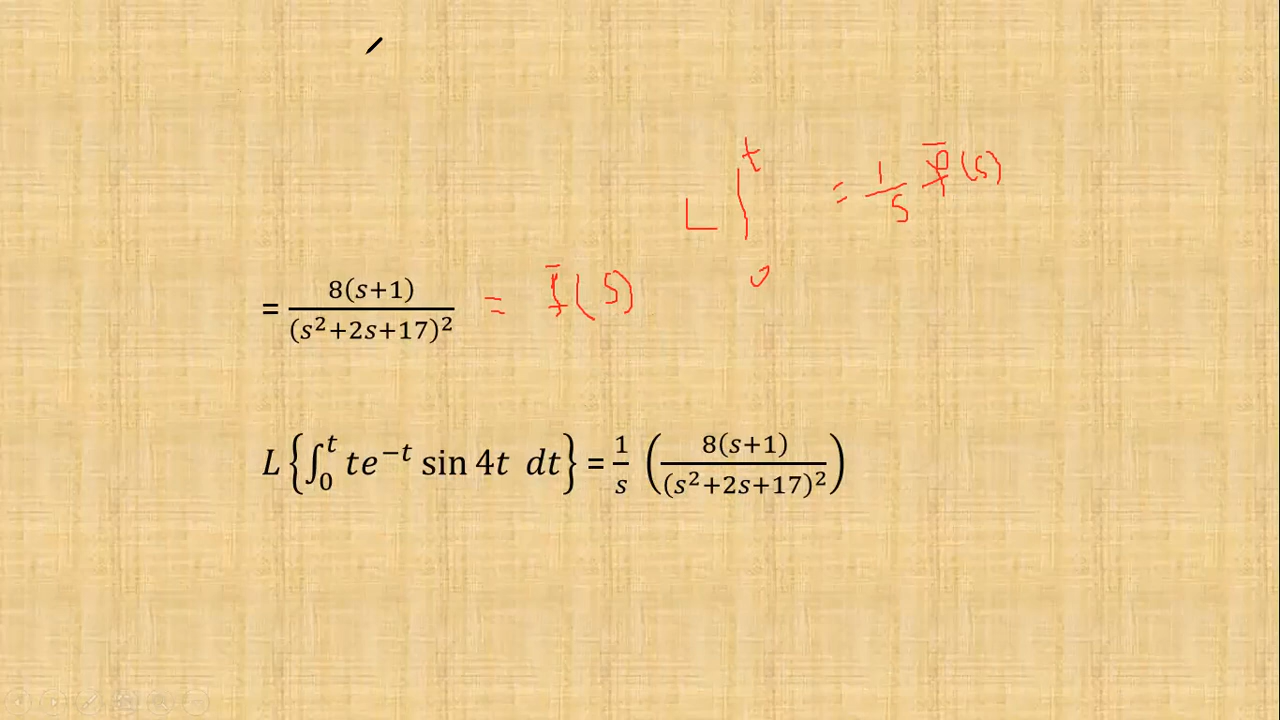 L ∫₀ᵗ = 1/s f̄(s)
= 8(s+1)/(s²+2s+17)² = f̄(s)
L{∫₀ᵗ te⁻ᵗ sin 4t dt} = 1/s (8(s+1)/(s²+2s+17)²)